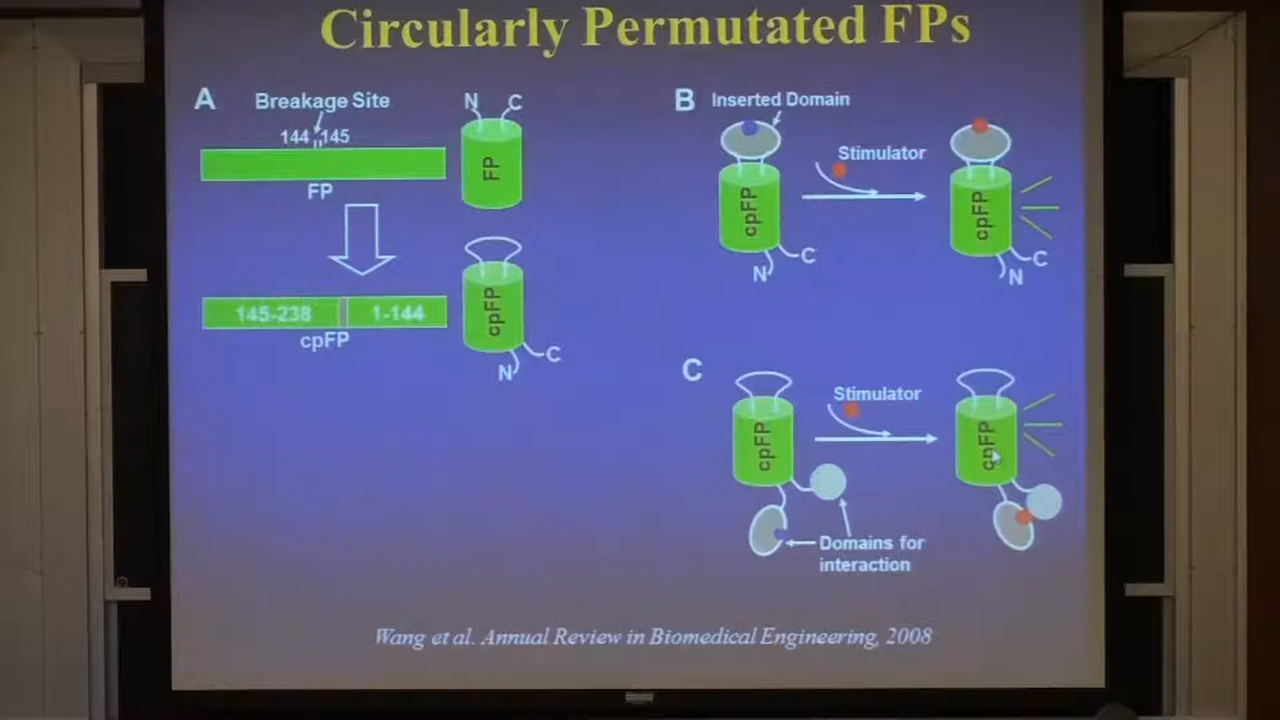 Circularly Permutated FPs
A
Breakage Site
144 145
FP
N C
FP
145-238 1-144
cpFP
cpFP
N
C
B
Inserted Domain
Stimulator
cpFP
N
C
cpFP
N
C
C
Stimulator
cpFP
cpFP
Domains for
interaction
Wang et al. Annual Review in Biomedical Engineering, 2008